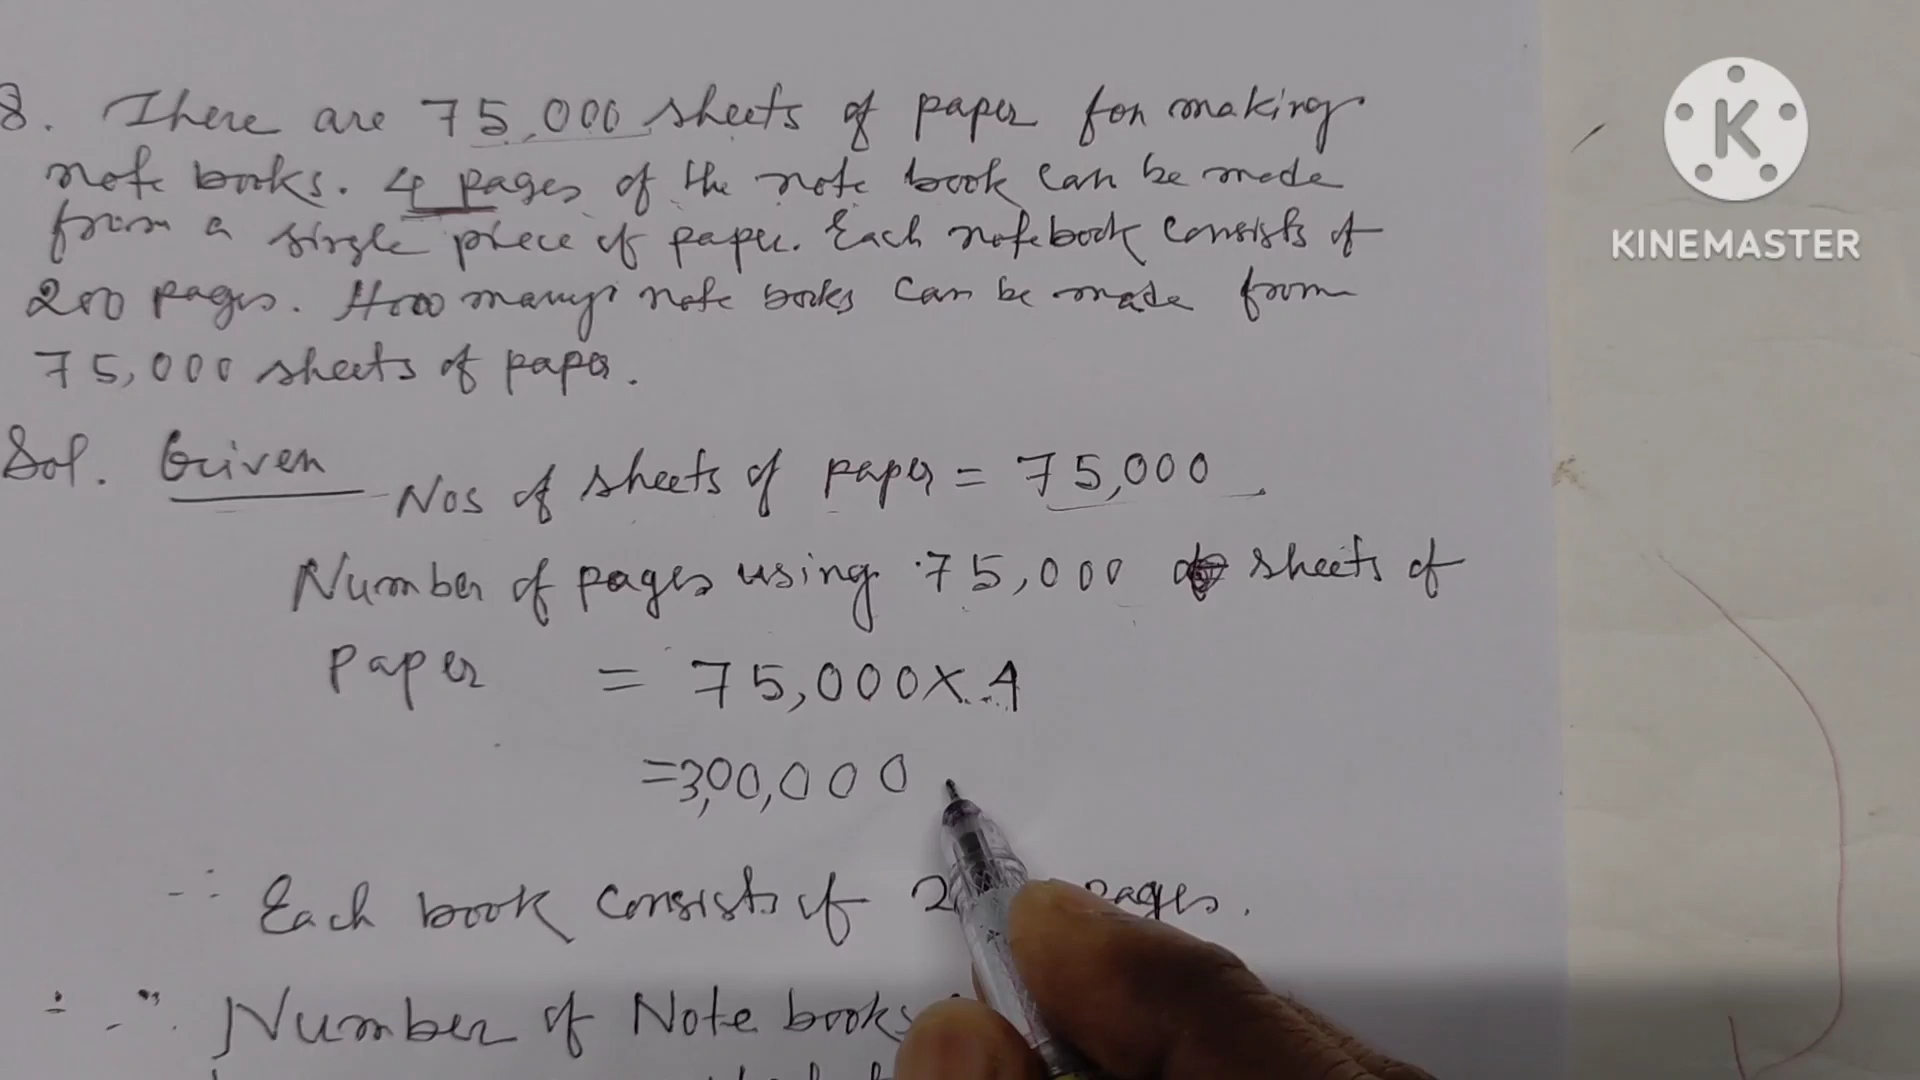 8. There are 75,000 sheets of paper for making
note books. 4 pages of the note book can be made
from a single piece of paper. Each notebook consists of
200 pages. How many note books can be made from
75,000 sheets of paper.
Sol. Given
Nos of sheets of paper = 75,000
Number of pages using 75,000 sheets of
paper = 75,000 × 4
= 3,00,000
∵ Each book consists of pages.
∴ Number of Note books
K
KINEMASTER